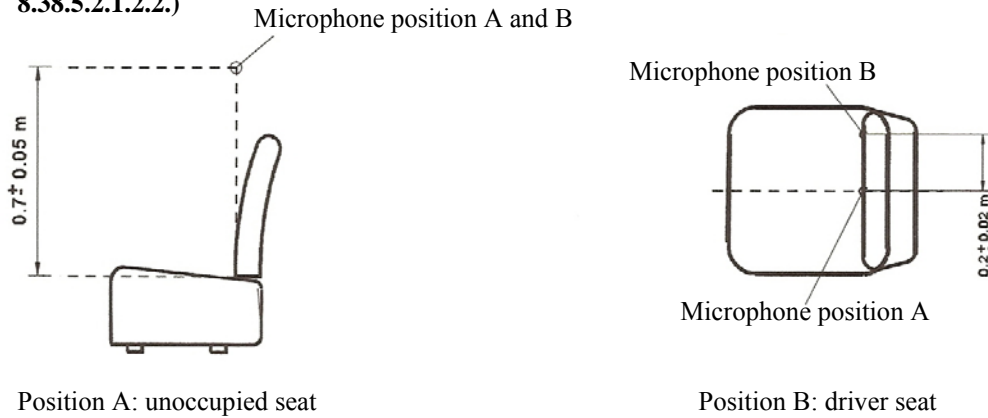 8.38.5.2.1.2.2.)
Microphone position A and B
0.7± 0.05 m
Microphone position B
0.2±0.02 m
Microphone position A
Position A: unoccupied seat
Position B: driver seat